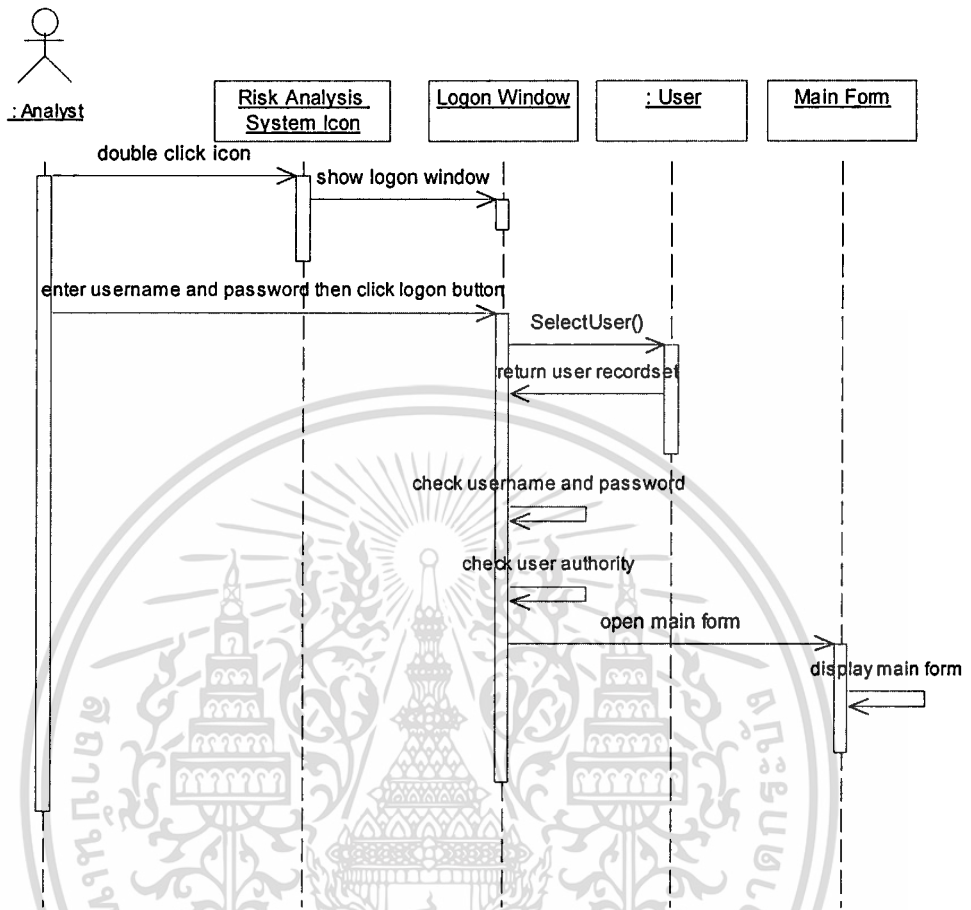 : Analyst
Risk Analysis
System Icon
Logon Window
: User
Main Form
double click icon
show logon window
enter username and password then click logon button
SelectUser()
return user recordset
check username and password
check user authority
open main form
display main form